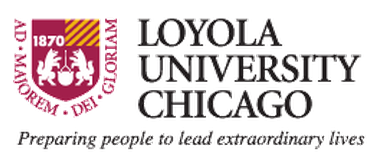 AD • MAJOREM • DEI • GLORIAM
1870
LOYOLA
UNIVERSITY
CHICAGO
Preparing people to lead extraordinary lives